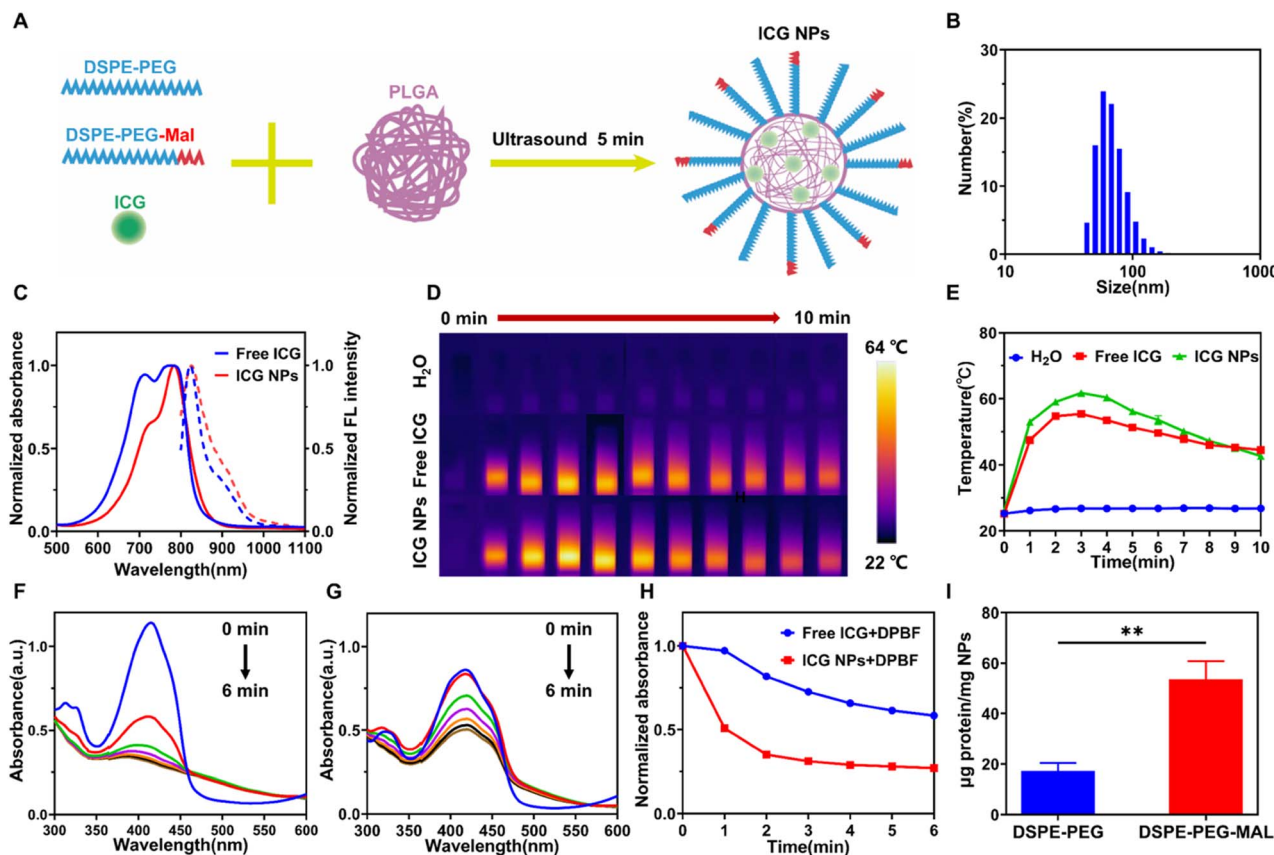 A
DSPE-PEG
DSPE-PEG-Mal
ICG
PLGA
Ultrasound 5 min
ICG NPs
B
Number(%)
30
20
10
0
10
100
1000
Size(nm)
C
Normalized absorbance
1.0
0.5
0.0
Free ICG
ICG NPs
1.0
0.5
0.0
Normalized FL intensity
500
600
700
800
900
1000
1100
Wavelength(nm)
D
0 min
10 min
H₂O
Free ICG
ICG NPs
H
64 ℃
22 ℃
E
Temperature(℃)
80
60
40
20
H₂O
Free ICG
ICG NPs
0
1
2
3
4
5
6
7
8
9
10
Time(min)
F
Absorbance(a.u.)
1.0
0.5
0.0
0 min
6 min
300
350
400
450
500
550
600
Wavelength(nm)
G
Absorbance(a.u.)
1.0
0.5
0.0
0 min
6 min
300
350
400
450
500
550
600
Wavelength(nm)
H
Normalized absorbance
1.0
0.5
0.0
Free ICG+DPBF
ICG NPs+DPBF
0
1
2
3
4
5
6
Time(min)
I
μg protein/mg NPs
80
60
40
20
0
**
DSPE-PEG
DSPE-PEG-MAL